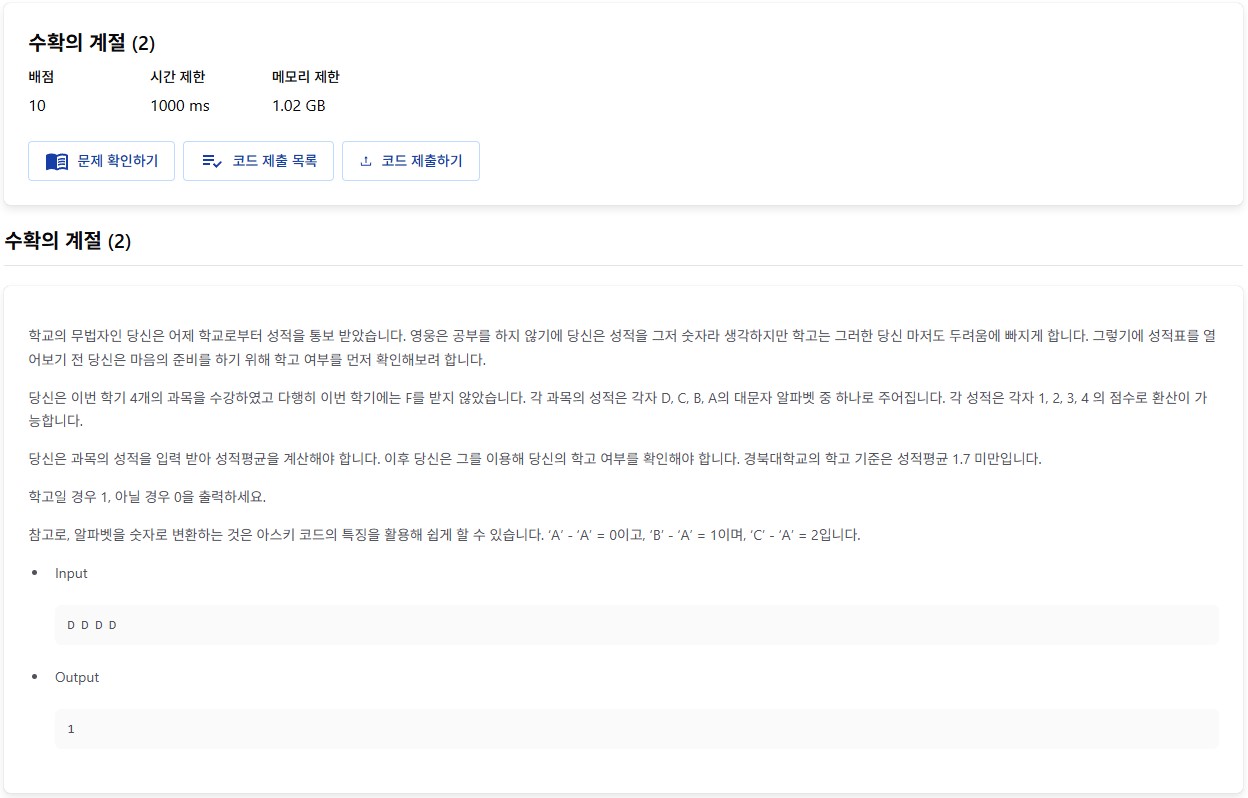 수확의 계절 (2)
배점 시간 제한 메모리 제한
10 1000 ms 1.02 GB
문제 확인하기 코드 제출 목록 코드 제출하기
수확의 계절 (2)
학교의 무법자인 당신은 어제 학교로부터 성적을 통보 받았습니다. 영웅은 공부를 하지 않기에 당신은 성적을 그저 숫자라 생각하지만 학고는 그러한 당신 마저도 두려움에 빠지게 합니다. 그렇기에 성적표를 열
어보기 전 당신은 마음의 준비를 하기 위해 학고 여부를 먼저 확인해보려 합니다.
당신은 이번 학기 4개의 과목을 수강하였고 다행히 이번 학기에는 F를 받지 않았습니다. 각 과목의 성적은 각자 D, C, B, A의 대문자 알파벳 중 하나로 주어집니다. 각 성적은 각자 1, 2, 3, 4 의 점수로 환산이 가
능합니다.
당신은 과목의 성적을 입력 받아 성적평균을 계산해야 합니다. 이후 당신은 그를 이용해 당신의 학고 여부를 확인해야 합니다. 경북대학교의 학고 기준은 성적평균 1.7 미만입니다.
학고일 경우 1, 아닐 경우 0을 출력하세요.
참고로, 알파벳을 숫자로 변환하는 것은 아스키 코드의 특징을 활용해 쉽게 할 수 있습니다. ‘A’ - ‘A’ = 0이고, ‘B’ - ‘A’ = 1이며, ‘C’ - ‘A’ = 2입니다.
• Input
D D D D
• Output
1